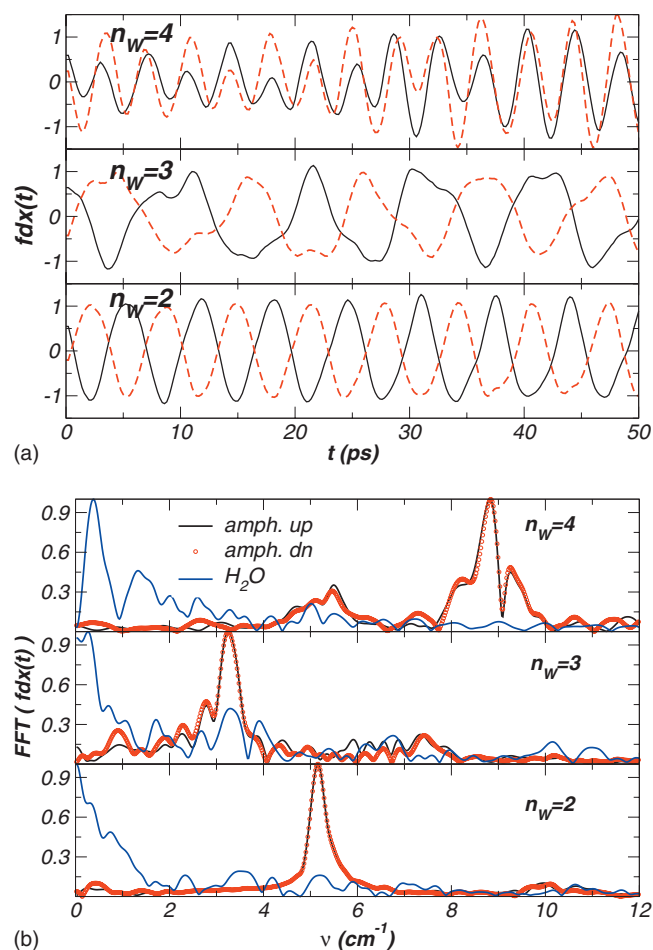 n_W=4
1
0
-1
n_W=3
1
0
-1
fdx(t)
n_W=2
1
0
-1
0 10 20 30 40 50
(a) t (ps)
0.9
0.6
0.3
amph. up
amph. dn
H_2O
n_W=4
0.9
0.6
0.3
n_W=3
FFT ( fdx(t) )
0.9
0.6
0.3
n_W=2
0 2 4 6 8 10 12
(b) ν (cm^{-1})